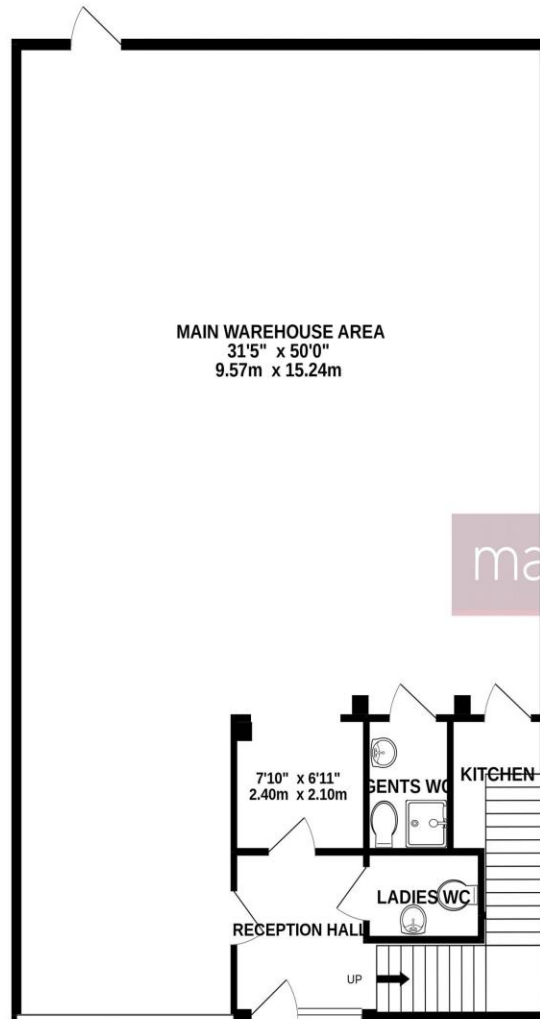 MAIN WAREHOUSE AREA
31'5" x 50'0"
9.57m x 15.24m
ma
7'10" x 6'11"
2.40m x 2.10m
GENTS WC
KITCHEN
LADIES WC
RECEPTION HALL
UP